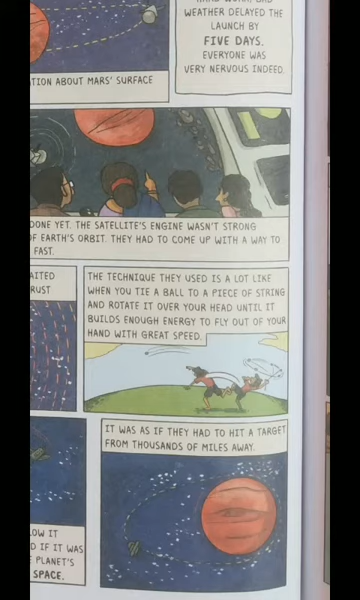 WEATHER DELAYED THE
LAUNCH BY
FIVE DAYS.
EVERYONE WAS
VERY NERVOUS INDEED.
TION ABOUT MARS' SURFACE
DONE YET. THE SATELLITE'S ENGINE WASN'T STRONG
OF EARTH'S ORBIT. THEY HAD TO COME UP WITH A WAY TO
FAST.
AITED
RUST
THE TECHNIQUE THEY USED IS A LOT LIKE
WHEN YOU TIE A BALL TO A PIECE OF STRING
AND ROTATE IT OVER YOUR HEAD UNTIL IT
BUILDS ENOUGH ENERGY TO FLY OUT OF YOUR
HAND WITH GREAT SPEED.
IT WAS AS IF THEY HAD TO HIT A TARGET
FROM THOUSANDS OF MILES AWAY.
LOW IT
D IF IT WAS
PLANET'S
SPACE.